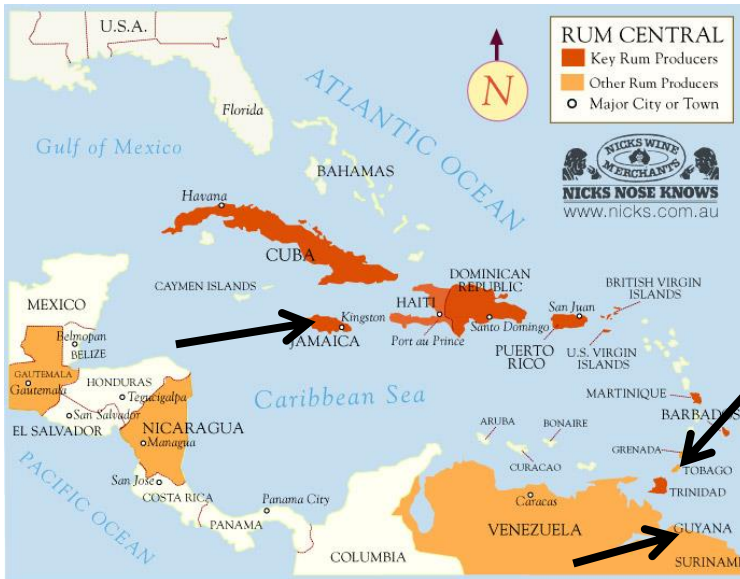 U.S.A.
RUM CENTRAL
Key Rum Producers
Other Rum Producers
Major City or Town
N
Florida
ATLANTIC OCEAN
Gulf of Mexico
BAHAMAS
NICKS WINE
MERCHANTS
NICKS NOSE KNOWS
www.nicks.com.au
Havana
CUBA
CAYMEN ISLANDS
DOMINICAN
REPUBLIC
HAITI
BRITISH VIRGIN
ISLANDS
MEXICO
Kingston
JAMAICA
San Juan
Santo Domingo
Port au Prince
PUERTO
RICO
U.S. VIRGIN
ISLANDS
Belmopan
BELIZE
GAUTEMALA
Gautemala
HONDURAS
Tegucigalpa
Caribbean Sea
MARTINIQUE
San Salvador
EL SALVADOR
NICARAGUA
Managua
ARUBA
BONAIRE
BARBADOS
CURACAO
GRENADA
TOBAGO
TRINIDAD
PACIFIC OCEAN
San Jose
COSTA RICA
Panama City
PANAMA
Caracas
VENEZUELA
GUYANA
COLUMBIA
SURINAME